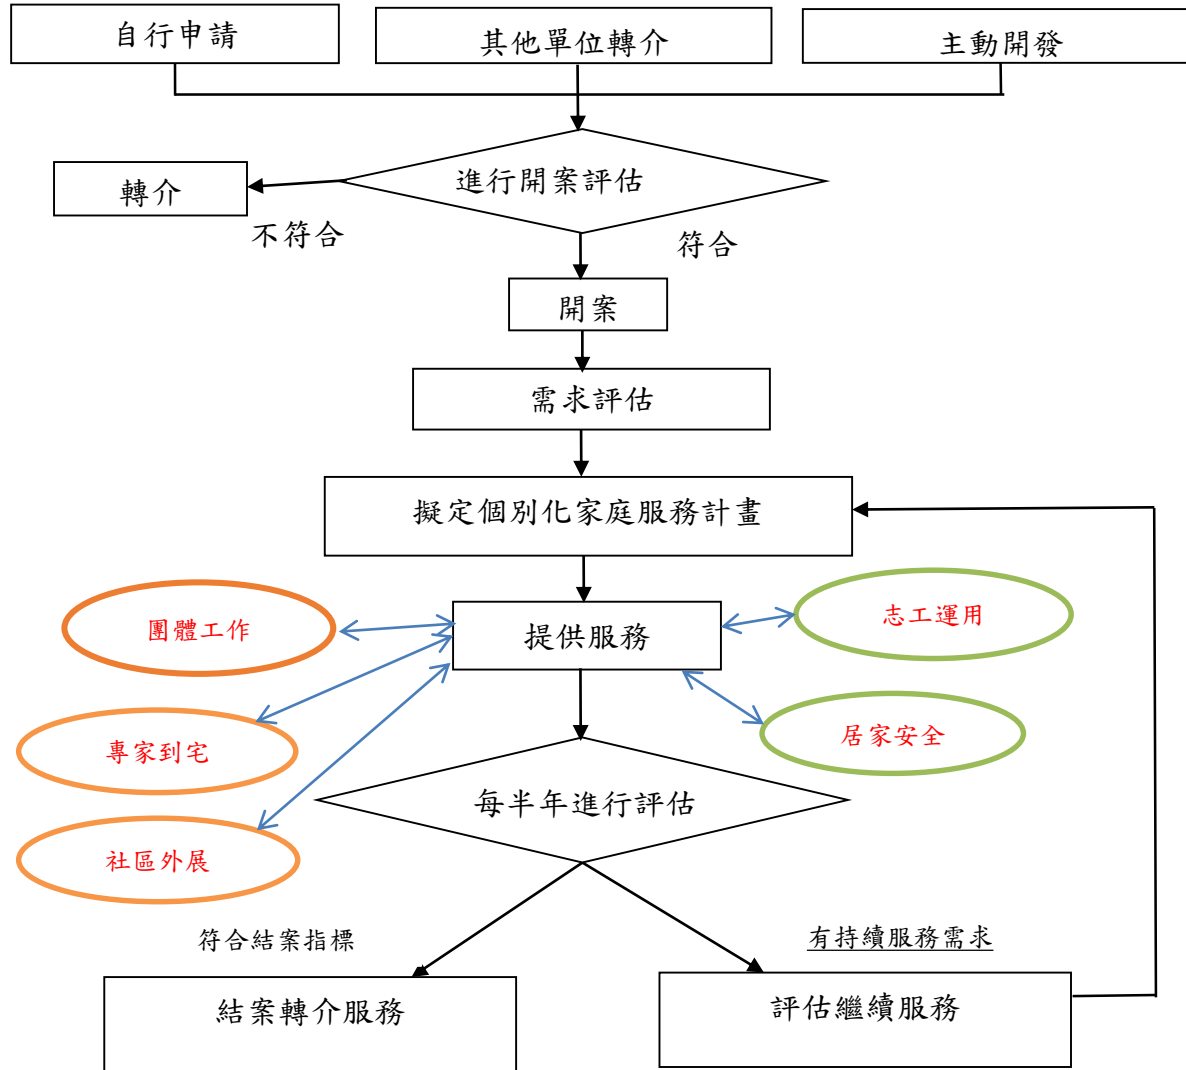 自行申請
其他單位轉介
主動開發
進行開案評估
轉介
不符合
符合
開案
需求評估
擬定個別化家庭服務計畫
團體工作
提供服務
志工運用
專家到宅
居家安全
每半年進行評估
社區外展
符合結案指標
有持續服務需求
結案轉介服務
評估繼續服務